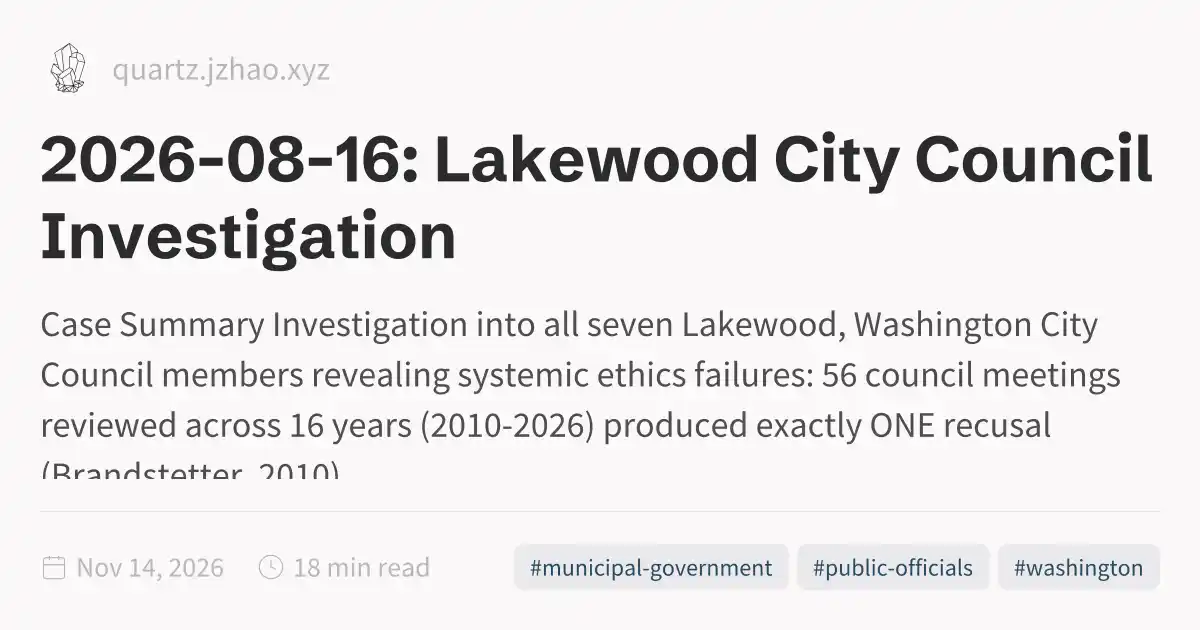 quartz.jzhao.xyz
2026-08-16: Lakewood City Council
Investigation
Case Summary Investigation into all seven Lakewood, Washington City
Council members revealing systemic ethics failures: 56 council meetings
reviewed across 16 years (2010-2026) produced exactly ONE recusal
(Brandstetter, 2010)
Nov 14, 2026
18 min read
#municipal-government
#public-officials
#washington